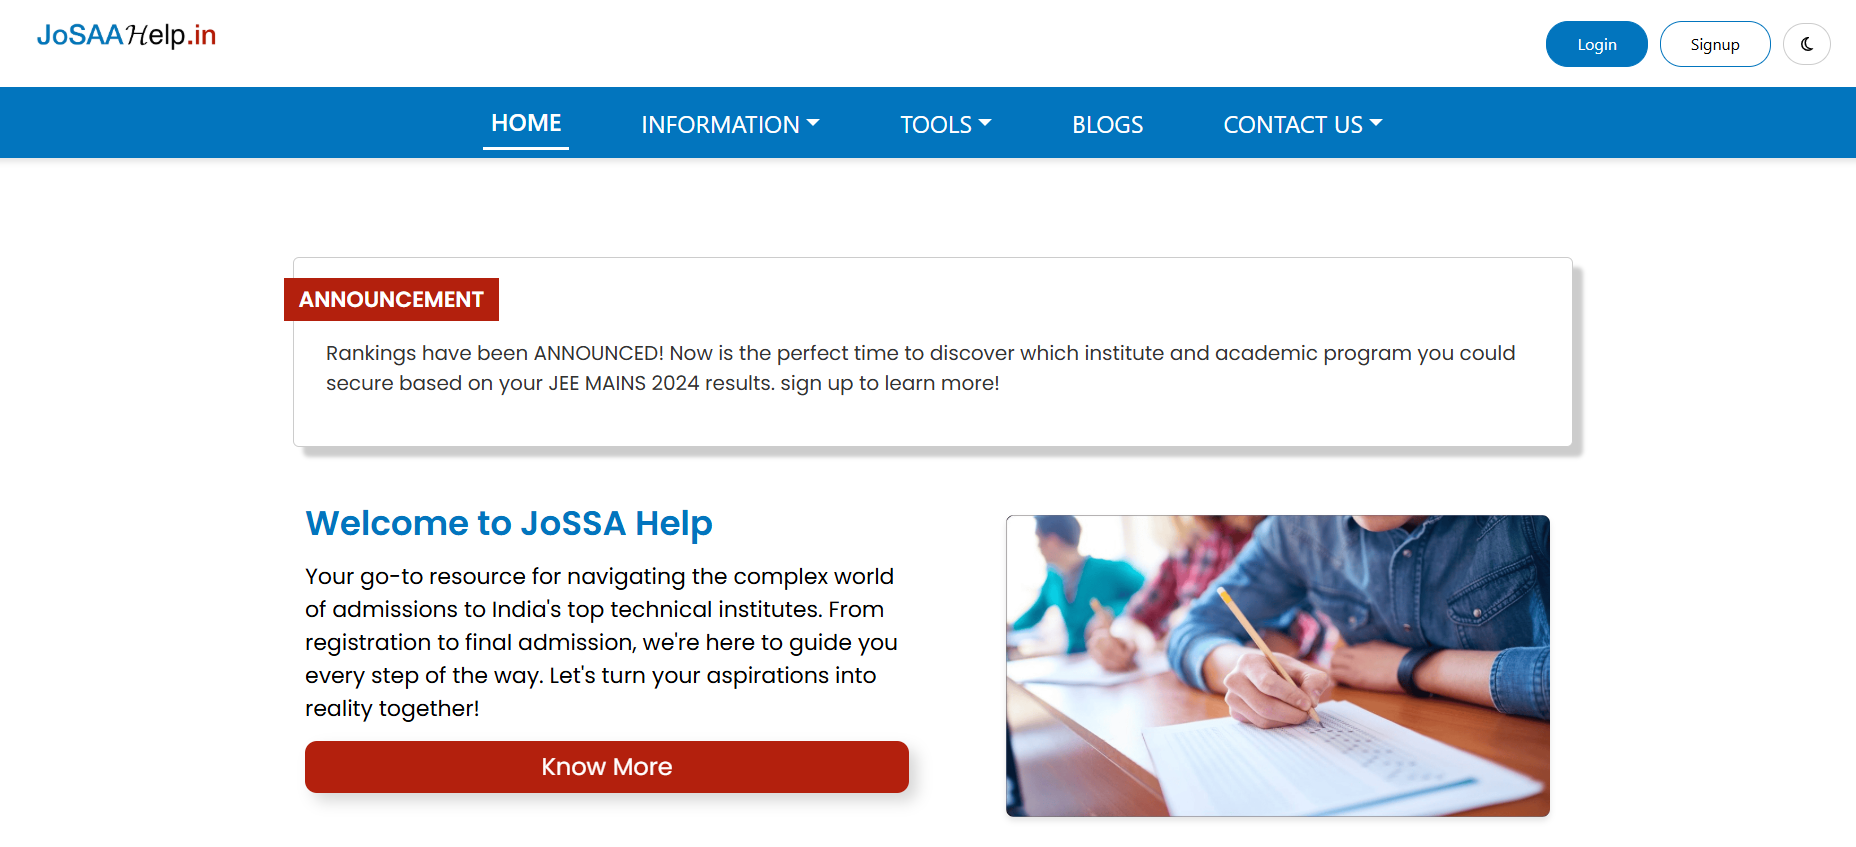 JoSAAHelp.in
Login
Signup
HOME
INFORMATION
TOOLS
BLOGS
CONTACT US
ANNOUNCEMENT
Rankings have been ANNOUNCED! Now is the perfect time to discover which institute and academic program you could
secure based on your JEE MAINS 2024 results. sign up to learn more!
Welcome to JoSSA Help
Your go-to resource for navigating the complex world
of admissions to India's top technical institutes. From
registration to final admission, we're here to guide you
every step of the way. Let's turn your aspirations into
reality together!
Know More